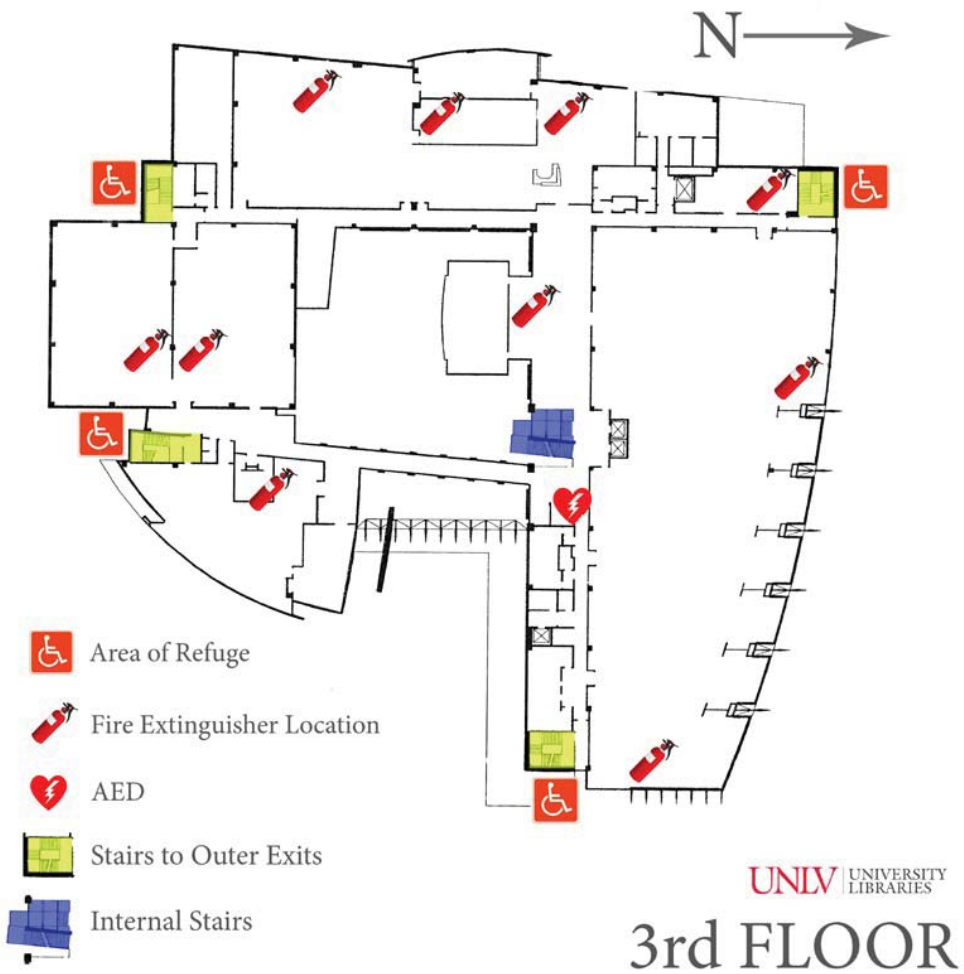 N
Area of Refuge
Fire Extinguisher Location
AED
Stairs to Outer Exits
Internal Stairs
UNLV UNIVERSITY
LIBRARIES
3rd FLOOR